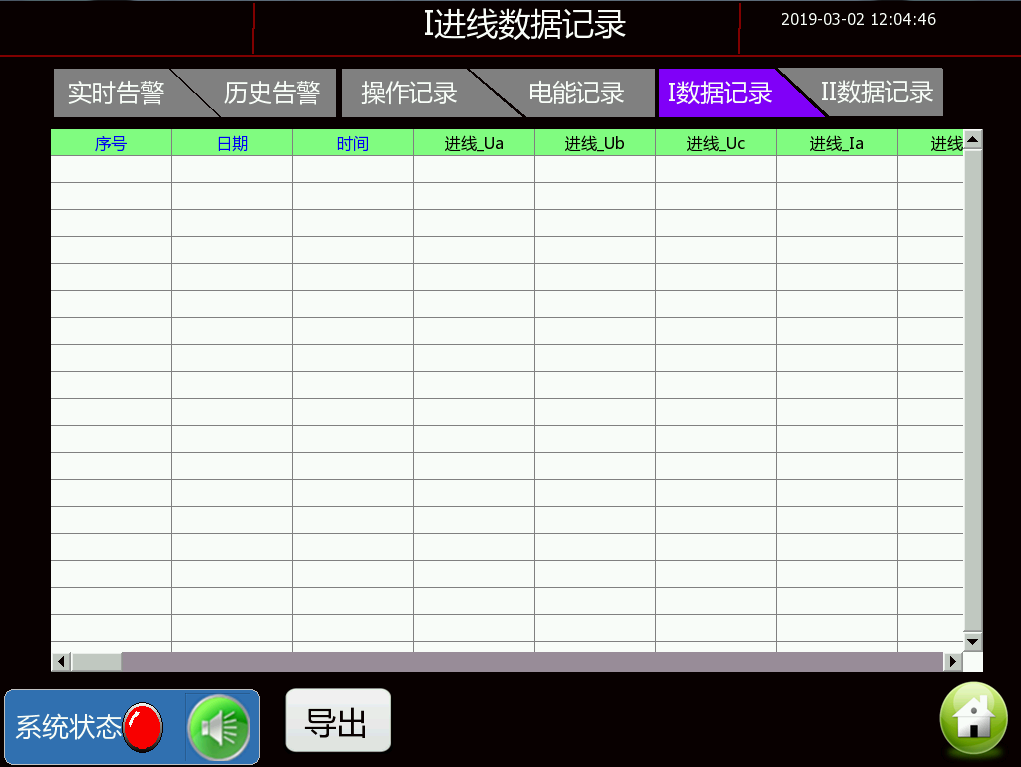 I进线数据记录
2019-03-02 12:04:46
实时告警 历史告警 操作记录 电能记录 I数据记录 II数据记录
序号 日期 时间 进线_Ua 进线_Ub 进线_Uc 进线_Ia 进线
系统状态
导出